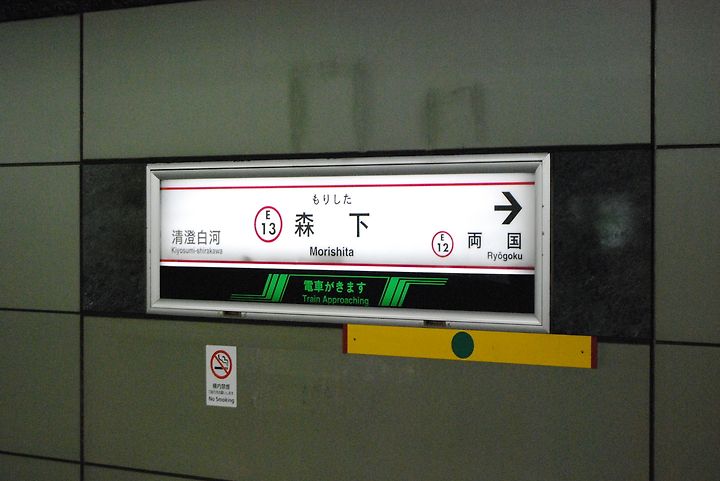 もりした
E
13
森下
Morishita
清澄白河
Kiyosumi-shirakawa
E
12
両国
Ryōgoku
電車がきます
Train Approaching
構内禁煙
No Smoking